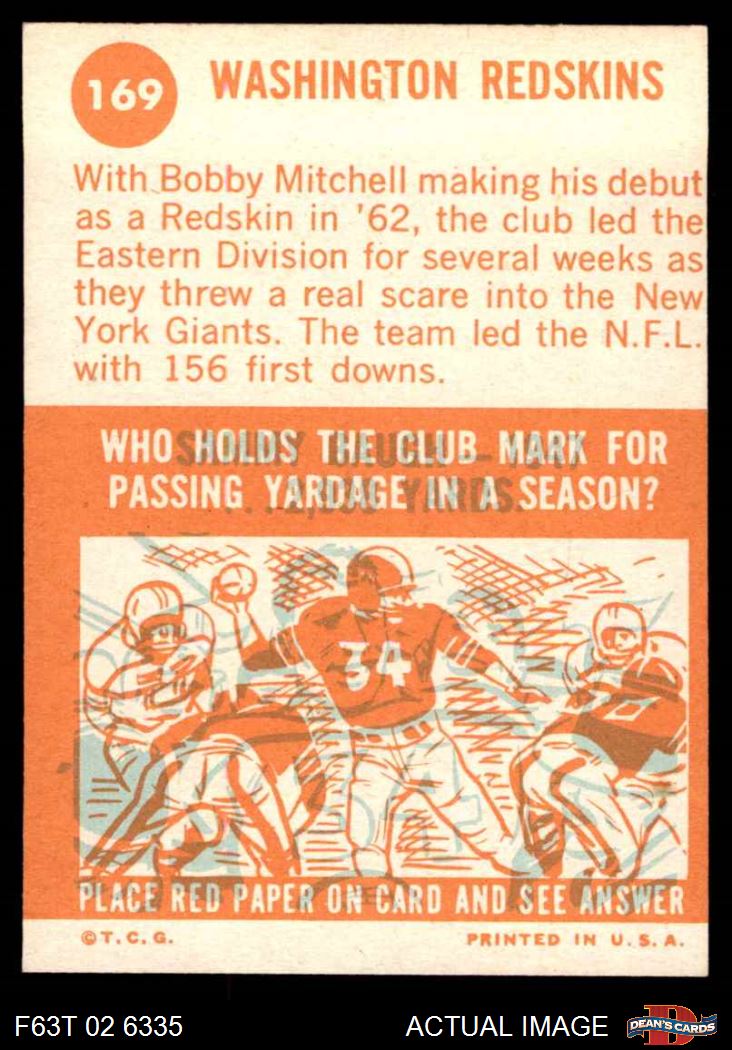 169
WASHINGTON REDSKINS
With Bobby Mitchell making his debut
as a Redskin in '62, the club led the
Eastern Division for several weeks as
they threw a real scare into the New
York Giants. The team led the N.F.L.
with 156 first downs.
WHO HOLDS THE CLUB MARK FOR
PASSING YARDAGE IN A SEASON?
SAMMY BAUGH
YARDS.
34
PLACE RED PAPER ON CARD AND SEE ANSWER
©T.C.G.
PRINTED IN U.S.A.
F63T 02 6335
ACTUAL IMAGE
DEAN'S CARDS